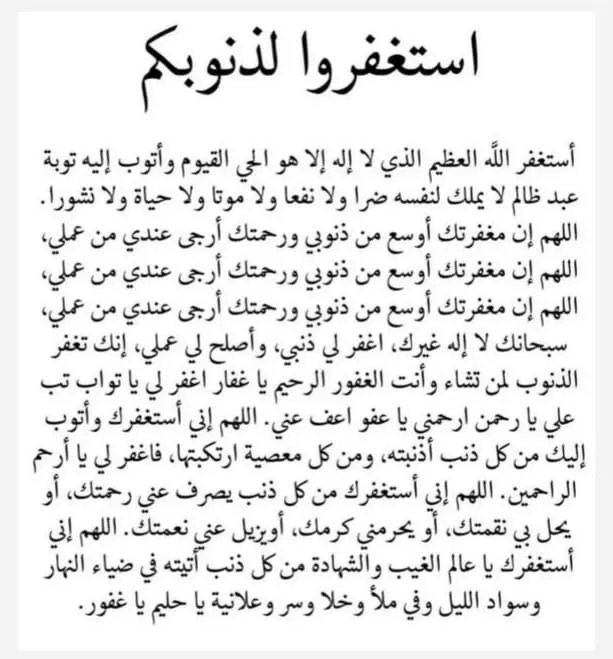 استغفروا لذنوبكم
أستغفر الله العظيم الذي لا إله إلا هو الحي القيوم وأتوب إليه توبة
عبد ظالم لا يملك لنفسه ضرا ولا نفعا ولا موتا ولا حياة ولا نشورا.
اللهم إن مغفرتك أوسع من ذنوبي ورحمتك أرجى عندي من عملي،
اللهم إن مغفرتك أوسع من ذنوبي ورحمتك أرجى عندي من عملي،
اللهم إن مغفرتك أوسع من ذنوبي ورحمتك أرجى عندي من عملي،
سبحانك لا إله غيرك، اغفر لي ذنبي، وأصلح لي عملي، إنك تغفر
الذنوب لمن تشاء وأنت الغفور الرحيم يا غفار اغفر لي يا تواب تب
علي يا رحمن ارحمني يا عفو اعف عني. اللهم إني أستغفرك وأتوب
إليك من كل ذنب أذنبته، ومن كل معصية ارتكبتها، فاغفر لي يا أرحم
الراحمين. اللهم إني أستغفرك من كل ذنب يصرف عني رحمتك، أو
يحل بي نقمتك، أو يحرمني كرمك، أويزيل عني نعمتك. اللهم إني
أستغفرك يا عالم الغيب والشهادة من كل ذنب أتيته في ضياء النهار
وسواد الليل وفي ملأ وخلا وسر وعلانية يا حليم يا غفور.